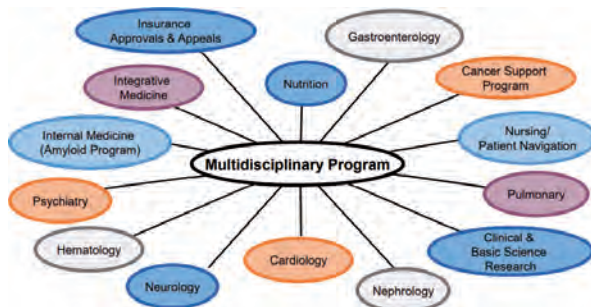 Insurance
Approvals & Appeals
Gastroenterology
Integrative
Medicine
Nutrition
Cancer Support
Program
Internal Medicine
(Amyloid Program)
Nursing/
Patient Navigation
Multidisciplinary Program
Psychiatry
Pulmonary
Hematology
Cardiology
Clinical &
Basic Science
Research
Neurology
Nephrology